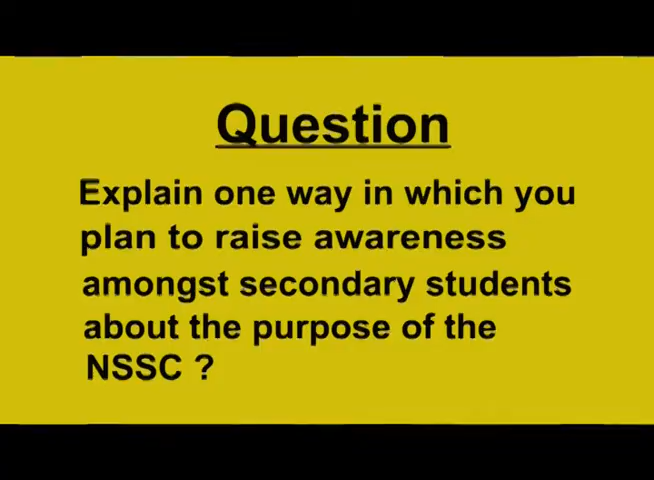 Question
Explain one way in which you
plan to raise awareness
amongst secondary students
about the purpose of the
NSSC ?